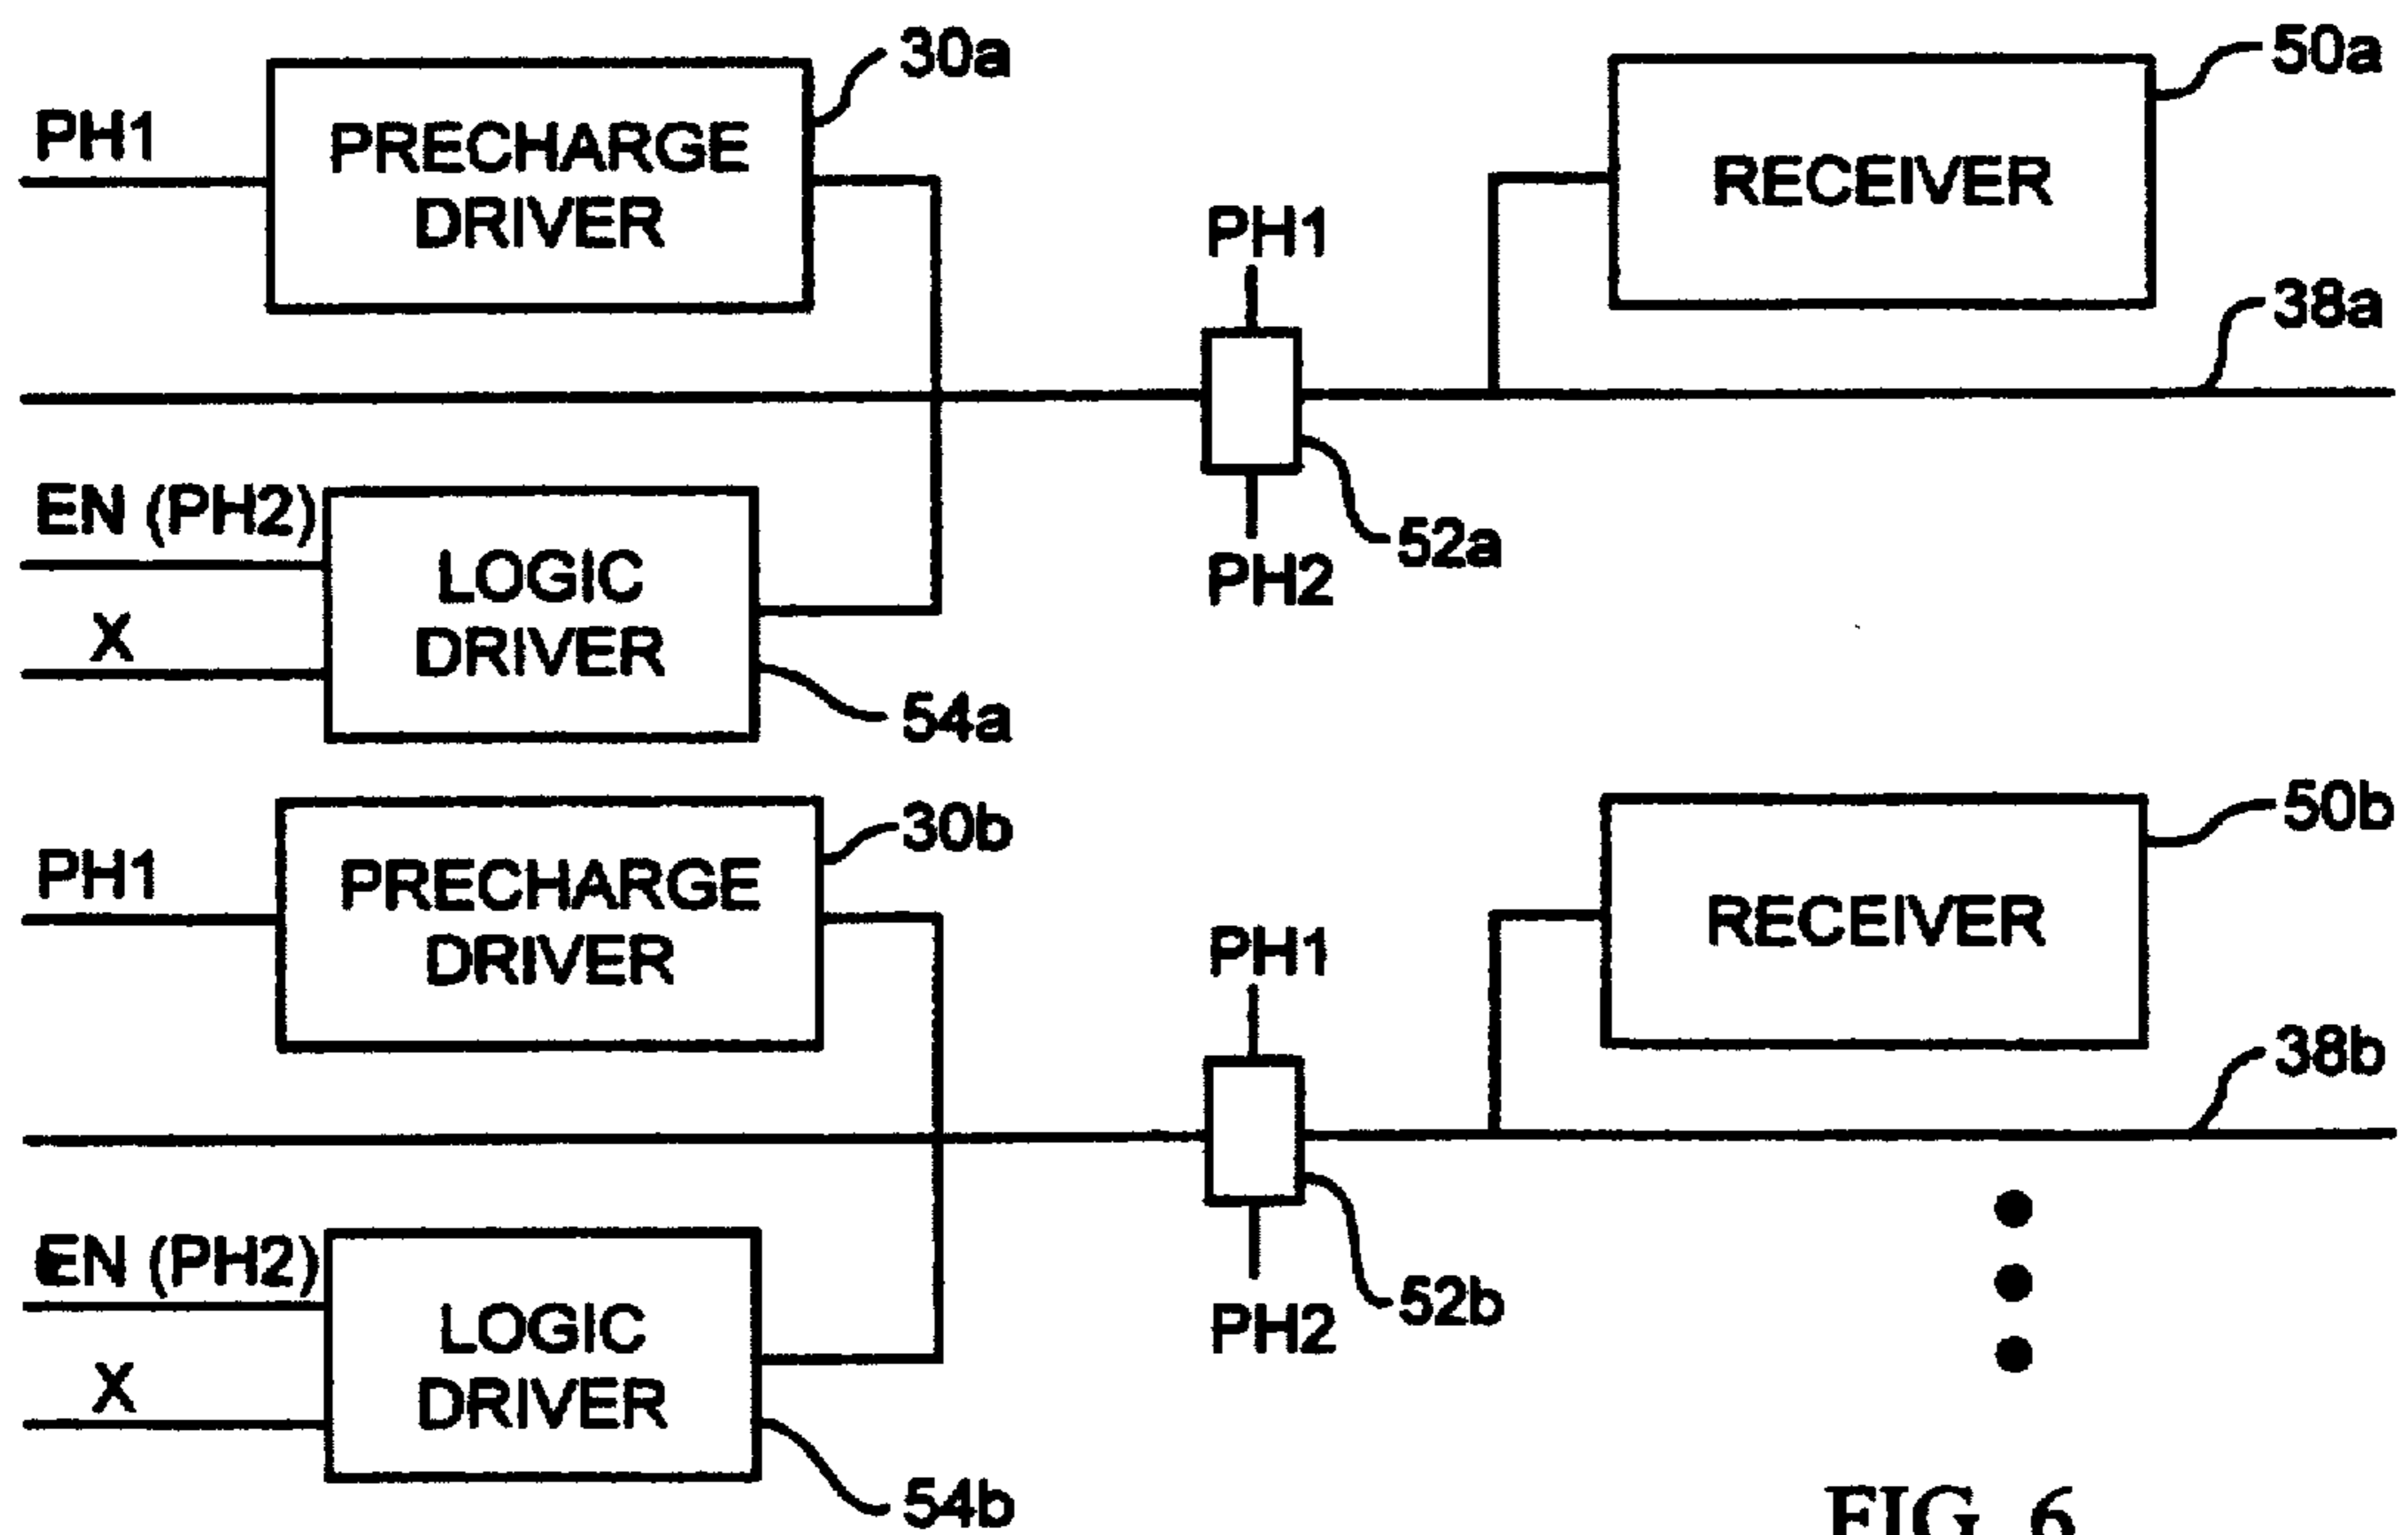 30a
50a
PH1
PRECHARGE
DRIVER
RECEIVER
PH1
38a
EN (PH2)
LOGIC
DRIVER
X
52a
PH2
54a
30b
50b
PH1
PRECHARGE
DRIVER
RECEIVER
PH1
38b
EN (PH2)
LOGIC
DRIVER
X
52b
PH2
54b
FIG. 6